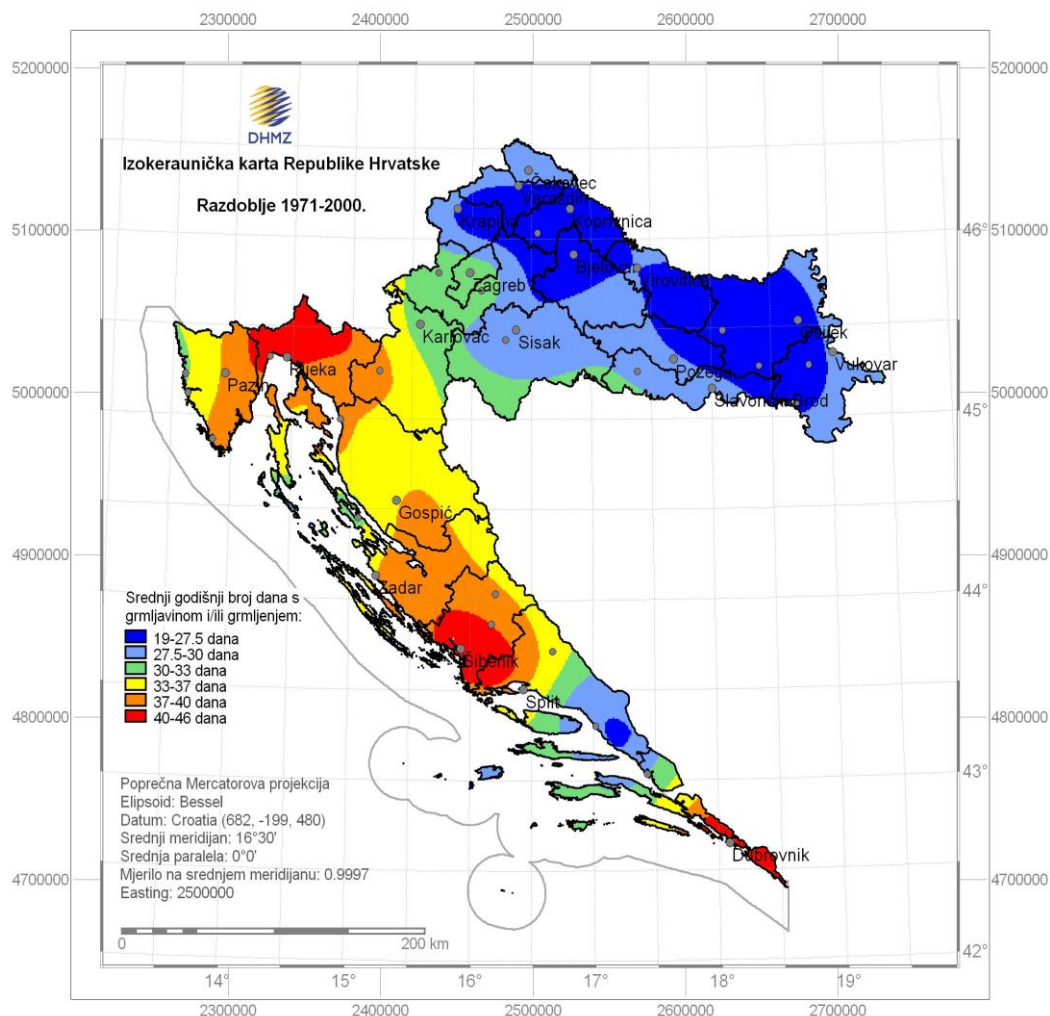 2300000 2400000 2500000 2600000 2700000
5200000 5200000
DHMZ
Izokeraunička karta Republike Hrvatske
Razdoblje 1971-2000.
Čakovec
Varaždin
Krapina Koprivnica
5100000 46° 5100000
Bjelovar
Virovitica
Zagreb
Osijek
Karlovac
Sisak
Vukovar
Rijeka
Požega
Pazin
5000000 Slavonski Brod 5000000
45°
Gospić
4900000 4900000
Zadar 44°
Srednji godišnji broj dana s
grmljavinom i/ili grmljenjem:
19-27.5 dana
27.5-30 dana
30-33 dana
33-37 dana
37-40 dana
40-46 dana
Šibenik
Split
4800000 4800000
43°
Poprečna Mercatorova projekcija
Elipsoid: Bessel
Datum: Croatia (682, -199, 480)
Srednji meridijan: 16°30'
Srednja paralela: 0°0'
Mjerilo na srednjem meridijanu: 0.9997
Easting: 2500000
Dubrovnik
4700000 4700000
0 200 km
42°
14° 15° 16° 17° 18° 19°
2300000 2400000 2500000 2600000 2700000